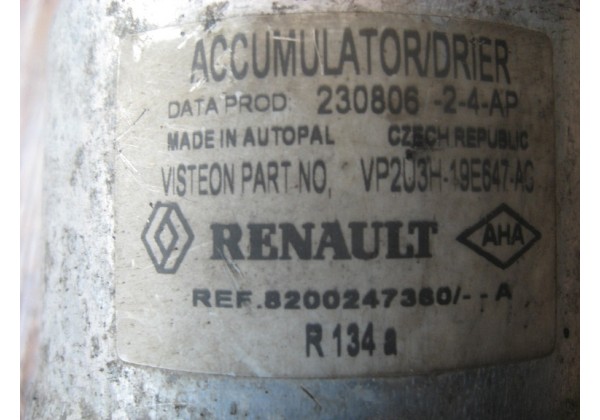 ACCUMULATOR/DRIER
DATA PROD: 230806 -2-4-AP
MADE IN AUTOPAL CZECH REPUBLIC
VISTEON PART NO, VP2U3H-19E647-AC
RENAULT AHA
REF.8200247360/--A
R 134 a